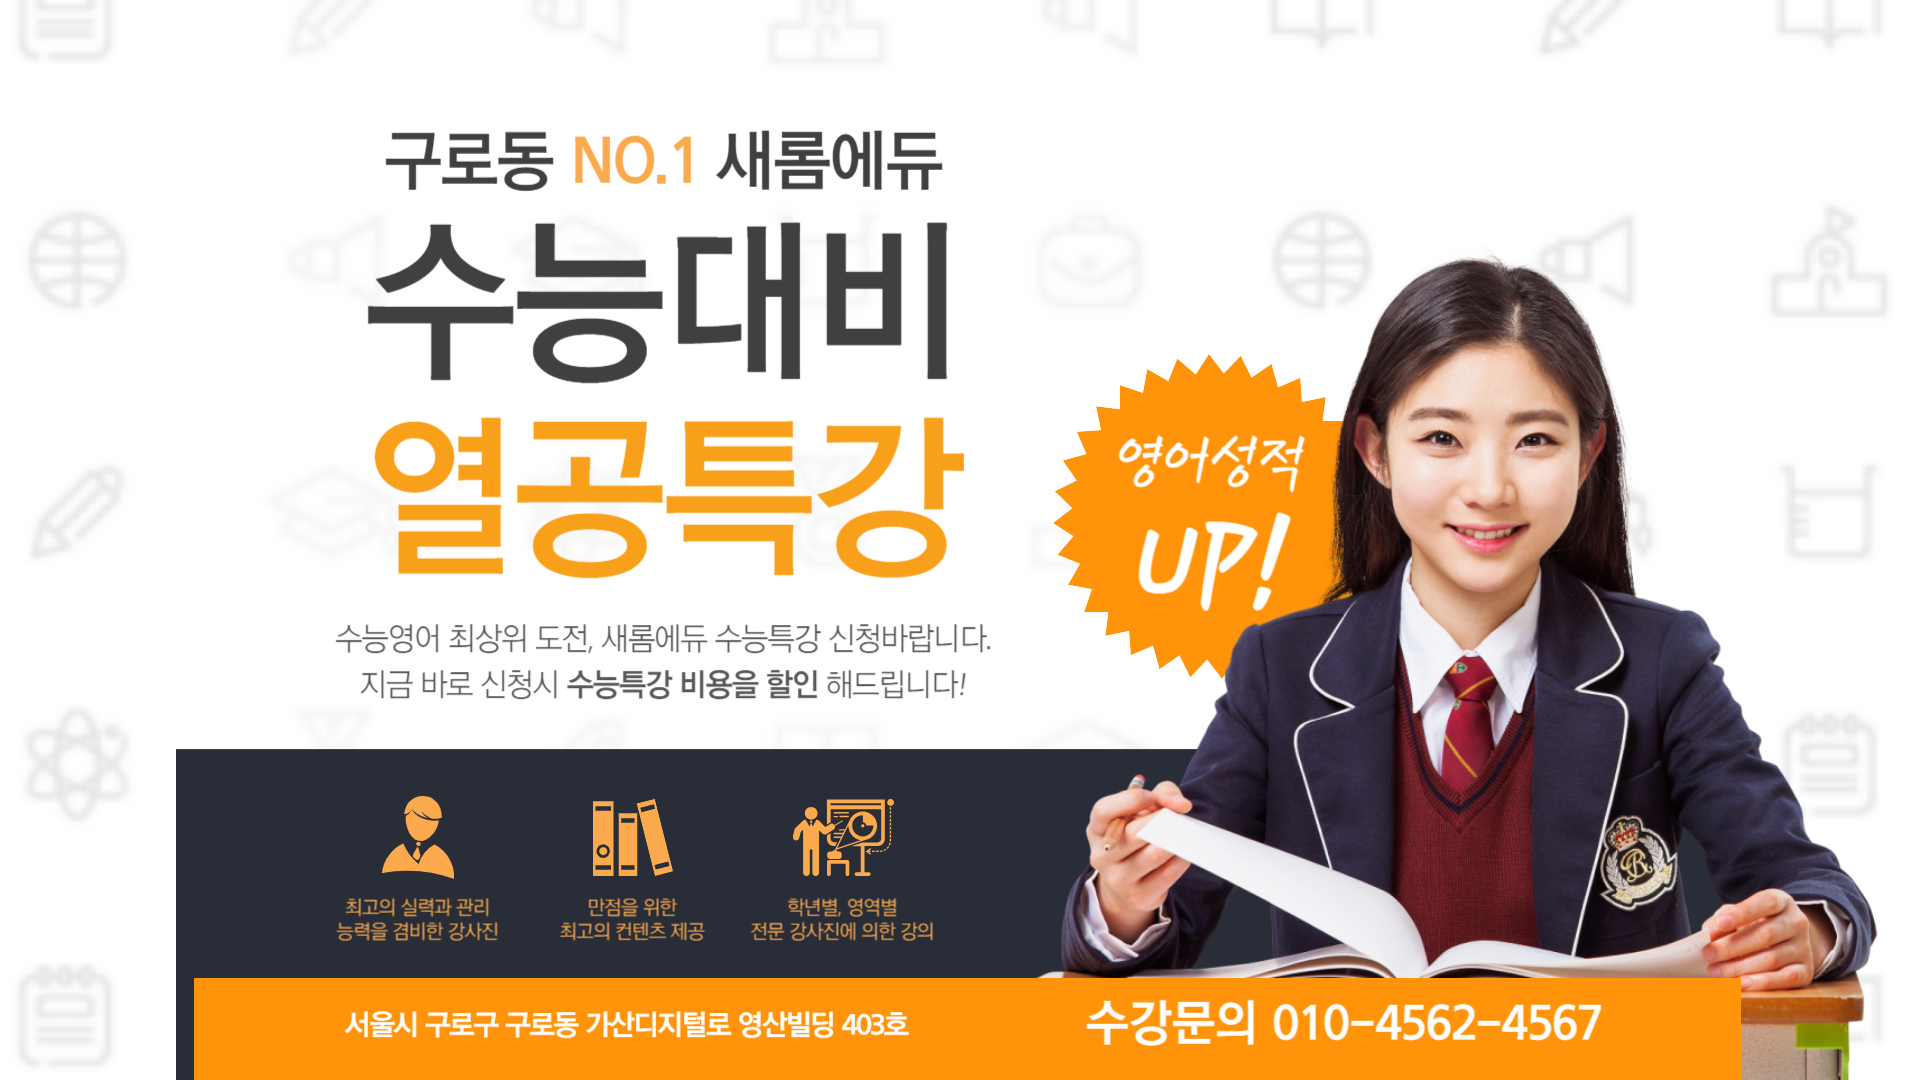 구로동 NO.1 새롬에듀
수능대비
열공특강
수능영어 최상위 도전, 새롬에듀 수능특강 신청바랍니다.
지금 바로 신청시 수능특강 비용을 할인 해드립니다!
영어성적
UP!
최고의 실력과 관리
능력을 겸비한 강사진
만점을 위한
최고의 컨텐츠 제공
학년별, 영역별
전문 강사진에 의한 강의
서울시 구로구 구로동 가산디지털로 영산빌딩 403호
수강문의 010-4562-4567